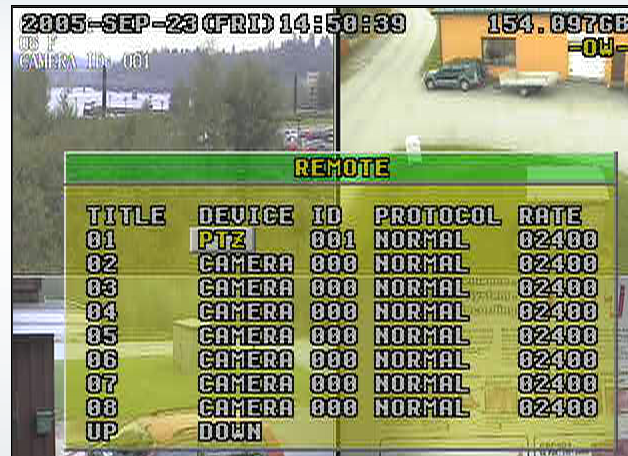 2005-SEP-23(FRI)14:50:39 154.097GB
-OW-
08 F
CAMERA ID: 001
REMOTE
TITLE DEVICE ID PROTOCOL RATE
01 PTZ 001 NORMAL 02400
02 CAMERA 000 NORMAL 02400
03 CAMERA 000 NORMAL 02400
04 CAMERA 000 NORMAL 02400
05 CAMERA 000 NORMAL 02400
06 CAMERA 000 NORMAL 02400
07 CAMERA 000 NORMAL 02400
08 CAMERA 000 NORMAL 02400
UP DOWN